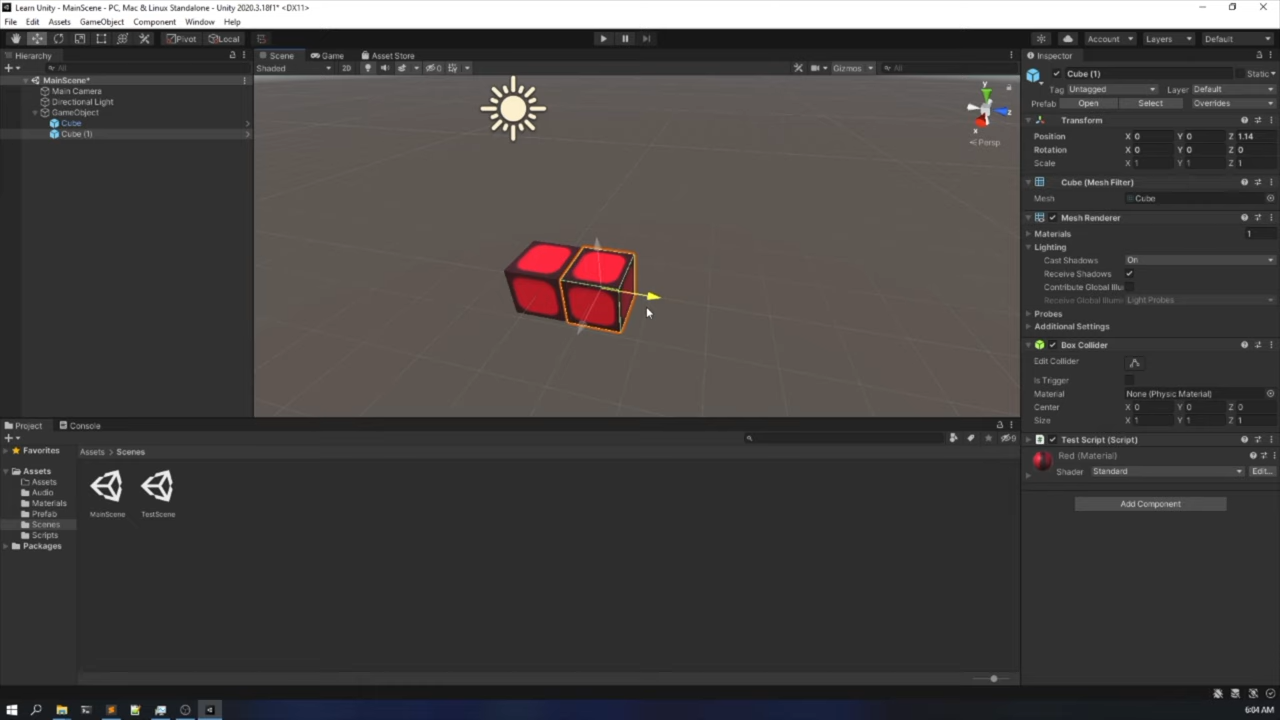 Learn Unity - MainScene - PC, Mac & Linux Standalone - Unity 2020.3.18f1* <DX11>
File Edit Assets GameObject Component Window Help
Pivot Local Account Layers Default
Hierarchy
All
MainScene*
Main Camera
Directional Light
GameObject
Cube
Cube (1)
Scene Game Asset Store
Shaded 2D 0 Gizmos All
y
z
x
Persp
Inspector
Cube (1) Static
Tag Untagged Layer Default
Prefab Open Select Overrides
Transform
Position X 0 Y 0 Z 1.14
Rotation X 0 Y 0 Z 0
Scale X 1 Y 1 Z 1
Cube (Mesh Filter)
Mesh Cube
Mesh Renderer
Materials 1
Lighting
Cast Shadows On
Receive Shadows
Contribute Global Illu
Receive Global Illumi Light Probes
Probes
Additional Settings
Box Collider
Edit Collider
Is Trigger
Material None (Physic Material)
Center X 0 Y 0 Z 0
Size X 1 Y 1 Z 1
Test Script (Script)
Red (Material)
Shader Standard Edit...
Add Component
Project Console
Favorites
Assets
Assets
Audio
Materials
Prefab
Scenes
Scripts
Packages
Assets > Scenes
MainScene TestScene
6:04 AM